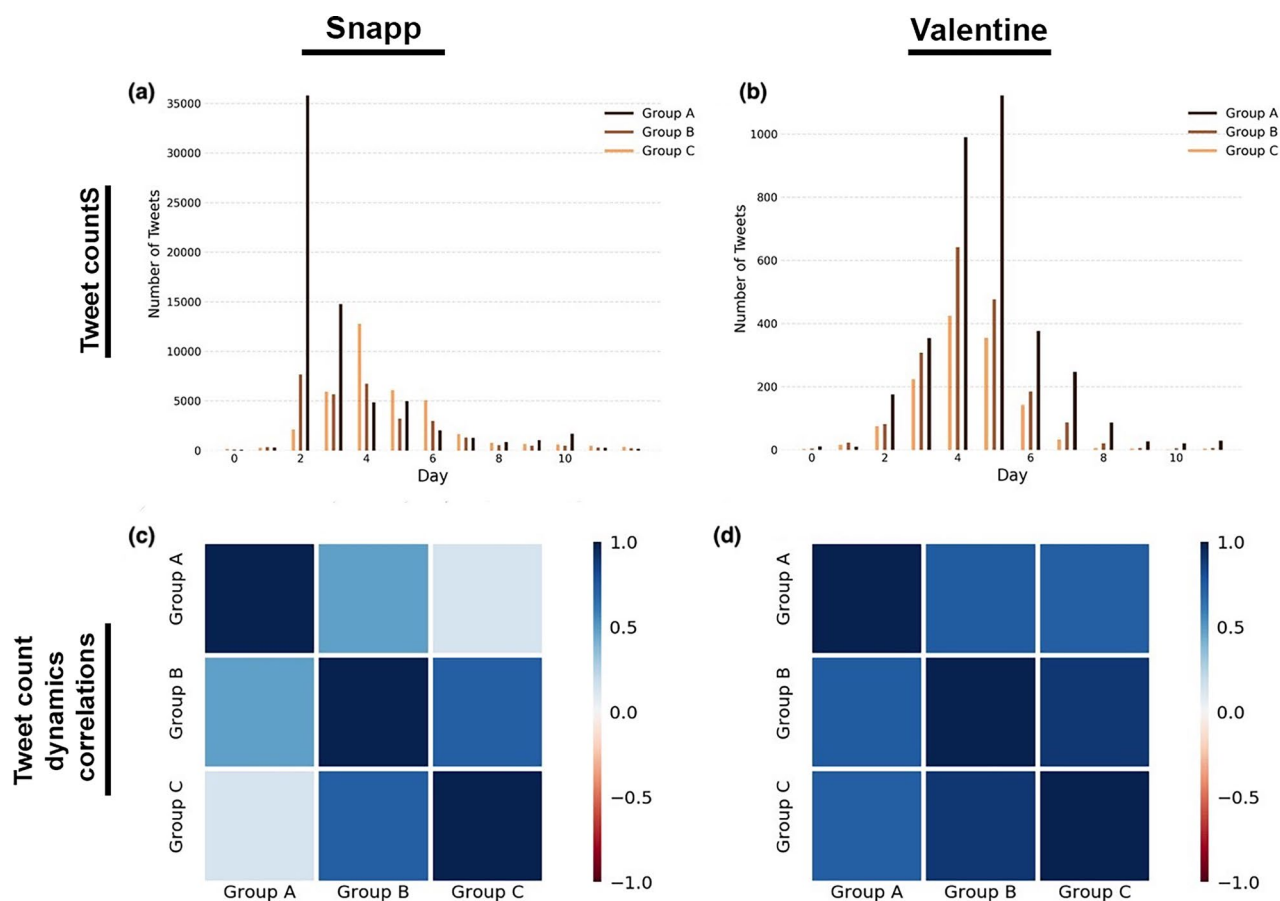 Snapp
Valentine
Tweet countS
(a)
Number of Tweets
35000
30000
25000
20000
15000
10000
5000
0
0 2 4 6 8 10
Day
Group A
Group B
Group C
(b)
Number of Tweets
1000
800
600
400
200
0
0 2 4 6 8 10
Day
Group A
Group B
Group C
Tweet count
dynamics
correlations
(c)
Group A
Group B
Group C
Group A Group B Group C
1.0
0.5
0.0
−0.5
−1.0
(d)
Group A
Group B
Group C
Group A Group B Group C
1.0
0.5
0.0
−0.5
−1.0